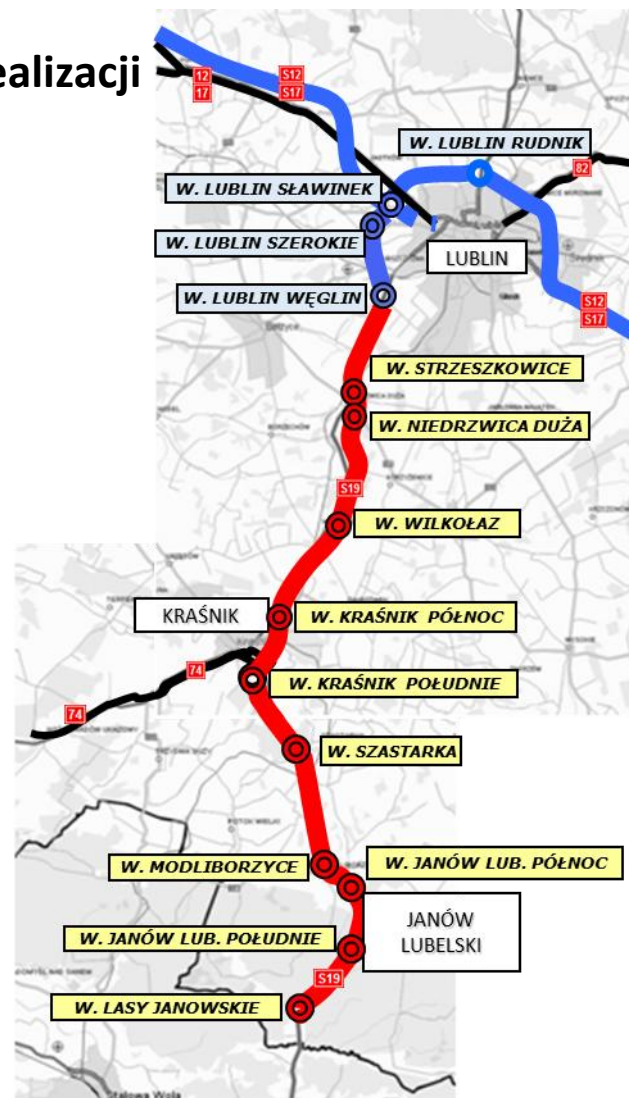 ealizacji
12
17
S12
S17
W. LUBLIN RUDNIK
82
W. LUBLIN SŁAWINEK
W. LUBLIN SZEROKIE
LUBLIN
W. LUBLIN WĘGLIN
S12
S17
W. STRZESZKOWICE
W. NIEDRZWICA DUŻA
S19
W. WILKOŁAZ
KRAŚNIK
W. KRAŚNIK PÓŁNOC
74
W. KRAŚNIK POŁUDNIE
74
W. SZASTARKA
W. MODLIBORZYCE
W. JANÓW LUB. PÓŁNOC
JANÓW
LUBELSKI
W. JANÓW LUB. POŁUDNIE
S19
W. LASY JANOWSKIE
Stalowa Wola